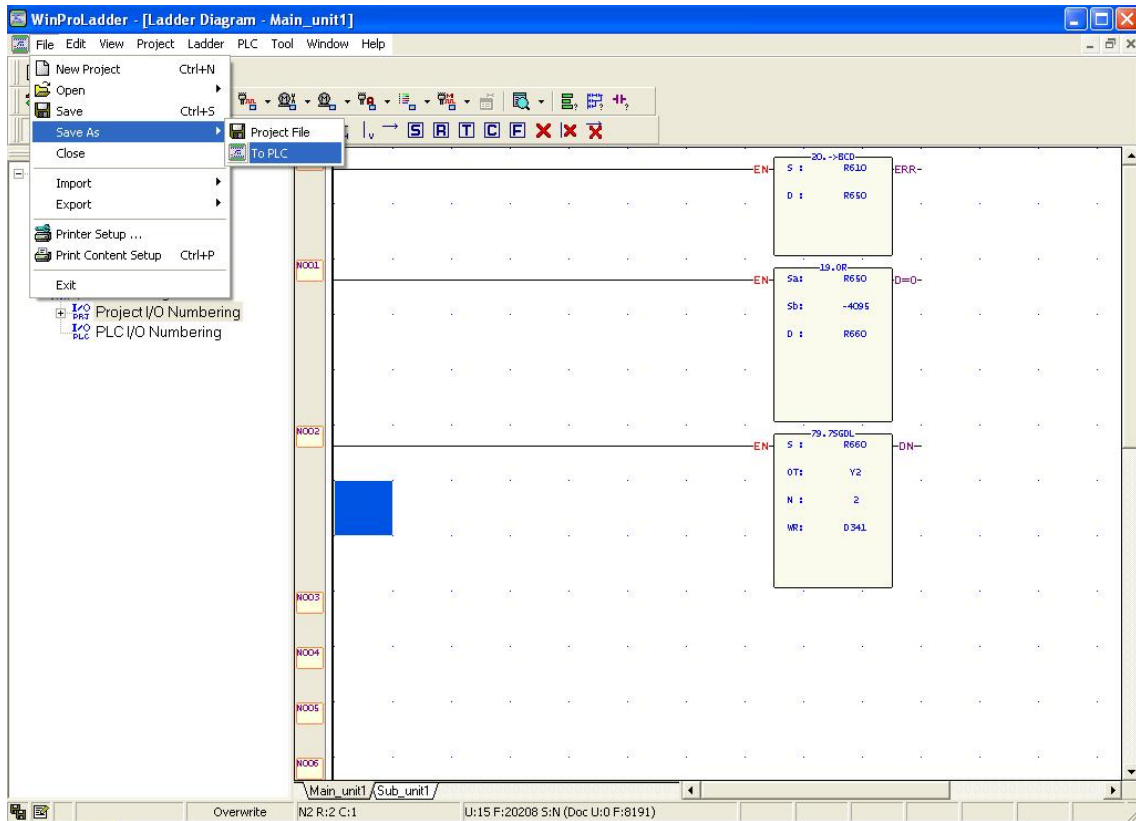 WinProLadder - [Ladder Diagram - Main_unit1]
File Edit View Project Ladder PLC Tool Window Help
New Project Ctrl+N
Open
Save Ctrl+S
Save As
Project File
To PLC
Close
Import
Export
Printer Setup ...
Print Content Setup Ctrl+P
Exit
Project I/O Numbering
PLC I/O Numbering
S R T C F
20.->BCD
EN S : R610 ERR
D : R650
N001
19.OR
EN Sa: R650 D=0
Sb: -4095
D : R660
N002
79.7SGDL
EN S : R660 DN
OT: Y2
N : 2
WR: D341
N003
N004
N005
N006
Main_unit1 Sub_unit1
Overwrite N2 R:2 C:1 U:15 F:20208 S:N (Doc U:0 F:8191)